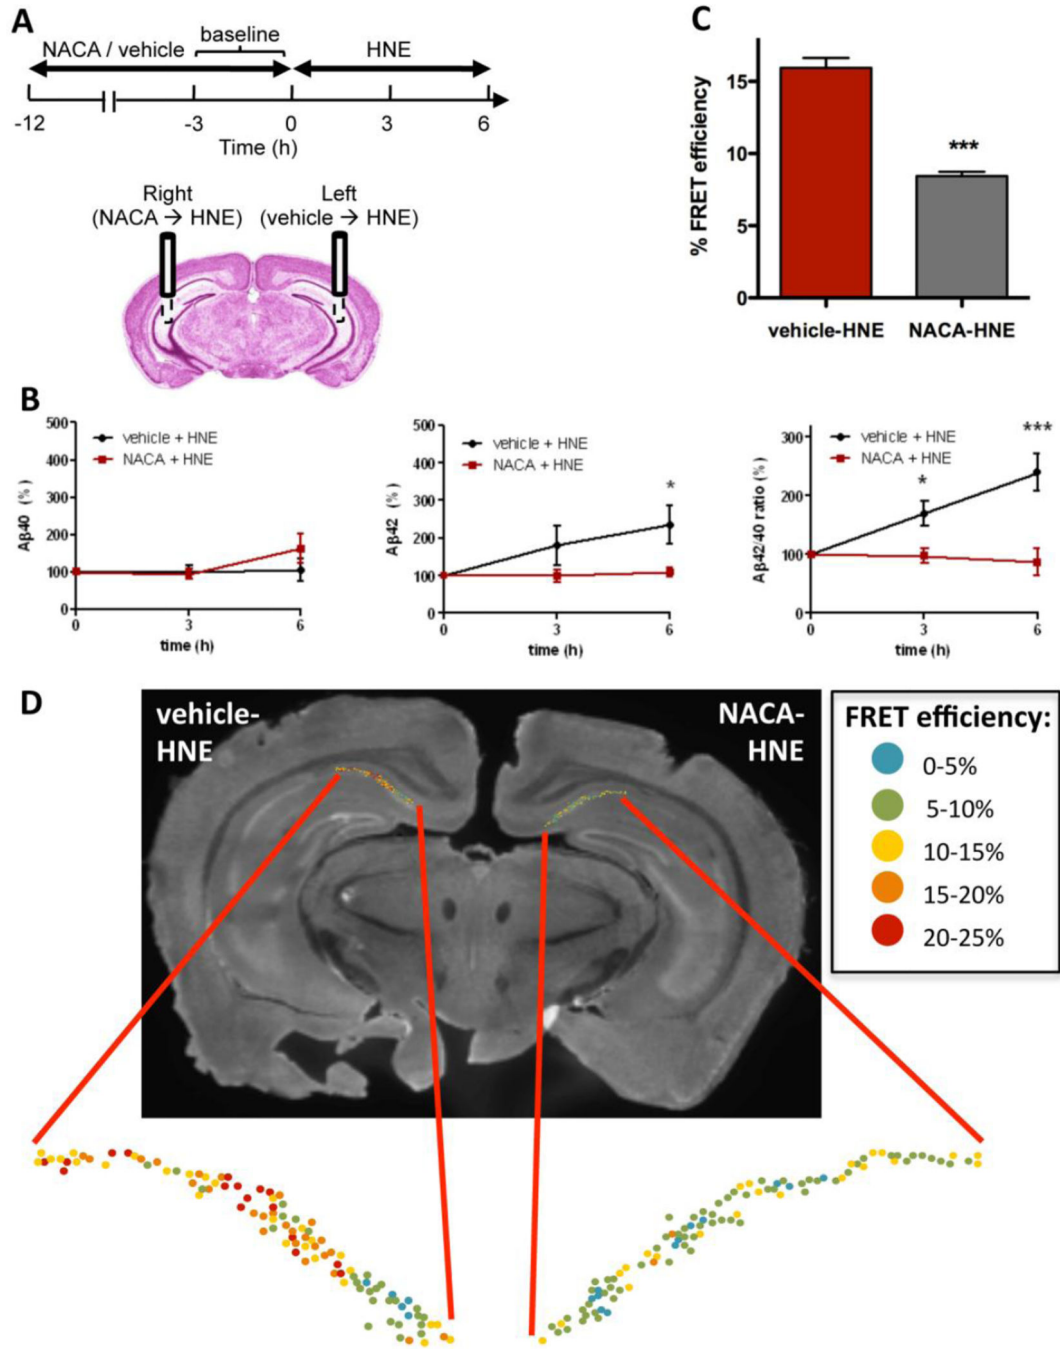 A
NACA / vehicle
baseline
HNE
-12
-3
0
3
6
Time (h)
Right
(NACA → HNE)
Left
(vehicle → HNE)
C
% FRET efficiency
15
10
5
0
***
vehicle-HNE
NACA-HNE
B
Aβ40 (%)
500
400
300
200
100
0
vehicle + HNE
NACA + HNE
0
3
6
time (h)
Aβ42 (%)
500
400
300
200
100
0
vehicle + HNE
NACA + HNE
*
0
3
6
time (h)
Aβ42/40 ratio (%)
300
200
100
0
vehicle + HNE
NACA + HNE
*
***
0
3
6
time (h)
D
vehicle-
HNE
NACA-
HNE
FRET efficiency:
0-5%
5-10%
10-15%
15-20%
20-25%